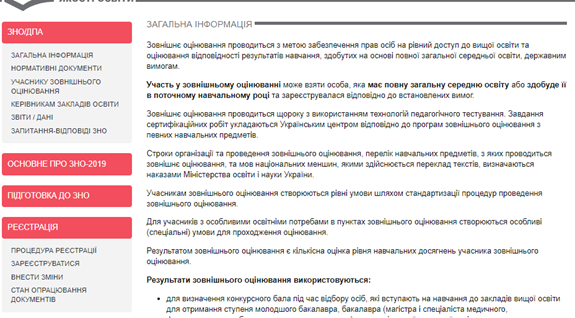 ЯКОСТІ ОСВІТИ
ЗНО/ДПА
ЗАГАЛЬНА ІНФОРМАЦІЯ
НОРМАТИВНІ ДОКУМЕНТИ
УЧАСНИКУ ЗОВНІШНЬОГО
ОЦІНЮВАННЯ
КЕРІВНИКАМ ЗАКЛАДІВ ОСВІТИ
ЗВІТИ / ДАНІ
ЗАПИТАННЯ-ВІДПОВІДІ ЗНО
ОСНОВНЕ ПРО ЗНО-2019
ПІДГОТОВКА ДО ЗНО
РЕЄСТРАЦІЯ
ПРОЦЕДУРА РЕЄСТРАЦІЇ
ЗАРЕЄСТРУВАТИСЯ
ВНЕСТИ ЗМІНИ
СТАН ОПРАЦЮВАННЯ
ДОКУМЕНТІВ
ЗАГАЛЬНА ІНФОРМАЦІЯ
Зовнішнє оцінювання проводиться з метою забезпечення прав осіб на рівний доступ до вищої освіти та
оцінювання відповідності результатів навчання, здобутих на основі повної загальної середньої освіти, державним
вимогам.
Участь у зовнішньому оцінюванні може взяти особа, яка має повну загальну середню освіту або здобуде її
в поточному навчальному році та зареєструвалася відповідно до встановлених вимог.
Зовнішнє оцінювання проводиться щороку з використанням технологій педагогічного тестування. Завдання
сертифікаційних робіт укладаються Українським центром відповідно до програм зовнішнього оцінювання з
певних навчальних предметів.
Строки організації та проведення зовнішнього оцінювання, перелік навчальних предметів, з яких проводиться
зовнішнє оцінювання, та мов національних меншин, якими здійснюється переклад текстів, визначаються
наказами Міністерства освіти і науки України.
Учасникам зовнішнього оцінювання створюються рівні умови шляхом стандартизації процедур проведення
зовнішнього оцінювання.
Для учасників з особливими освітніми потребами в пунктах зовнішнього оцінювання створюються особливі
(спеціальні) умови для проходження оцінювання.
Результатом зовнішнього оцінювання є кількісна оцінка рівня навчальних досягнень учасника зовнішнього
оцінювання.
Результати зовнішнього оцінювання використовуються:
• для визначення конкурсного бала під час відбору осіб, які вступають на навчання до закладів вищої освіти
для отримання ступеня молодшого бакалавра, бакалавра (магістра і спеціаліста медичного,